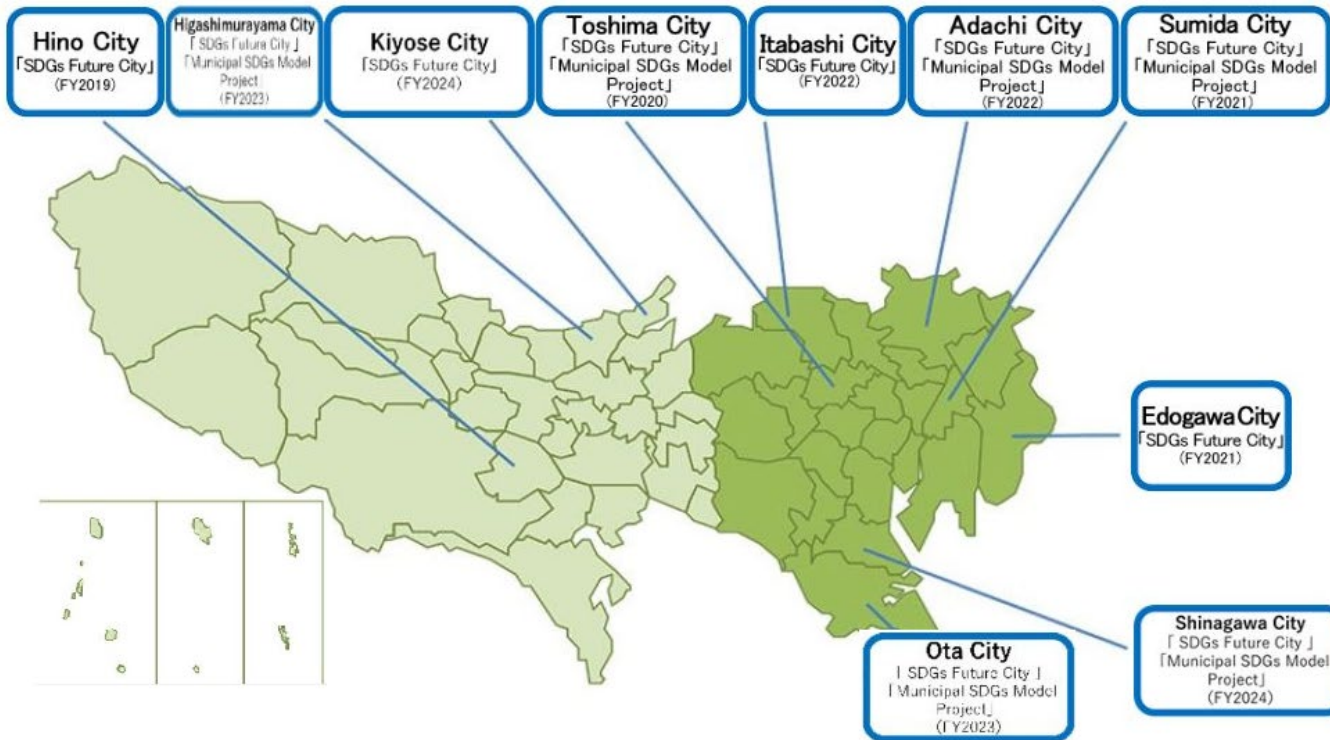 Hino City
「SDGs Future City」
(FY2019)
Higashimurayama City
「SDGs Future City」
「Municipal SDGs Model
Project」
(FY2023)
Kiyose City
「SDGs Future City」
(FY2024)
Toshima City
「SDGs Future City」
「Municipal SDGs Model
Project」
(FY2020)
Itabashi City
「SDGs Future City」
(FY2022)
Adachi City
「SDGs Future City」
「Municipal SDGs Model
Project」
(FY2022)
Sumida City
「SDGs Future City」
「Municipal SDGs Model
Project」
(FY2021)
Edogawa City
「SDGs Future City」
(FY2021)
Shinagawa City
「SDGs Future City」
「Municipal SDGs Model
Project」
(FY2024)
Ota City
「SDGs Future City」
「Municipal SDGs Model
Project」
(FY2023)